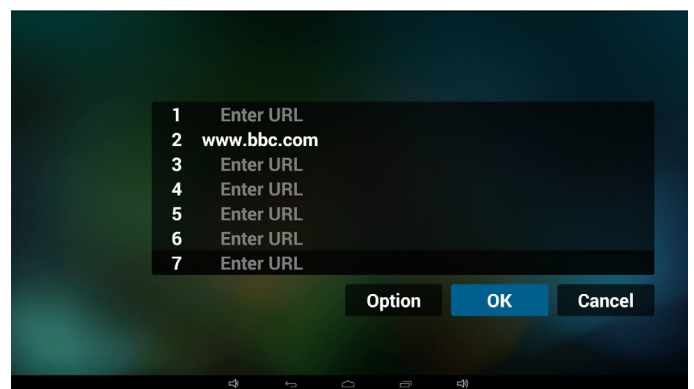 1 Enter URL
2 www.bbc.com
3 Enter URL
4 Enter URL
5 Enter URL
6 Enter URL
7 Enter URL
Option OK Cancel